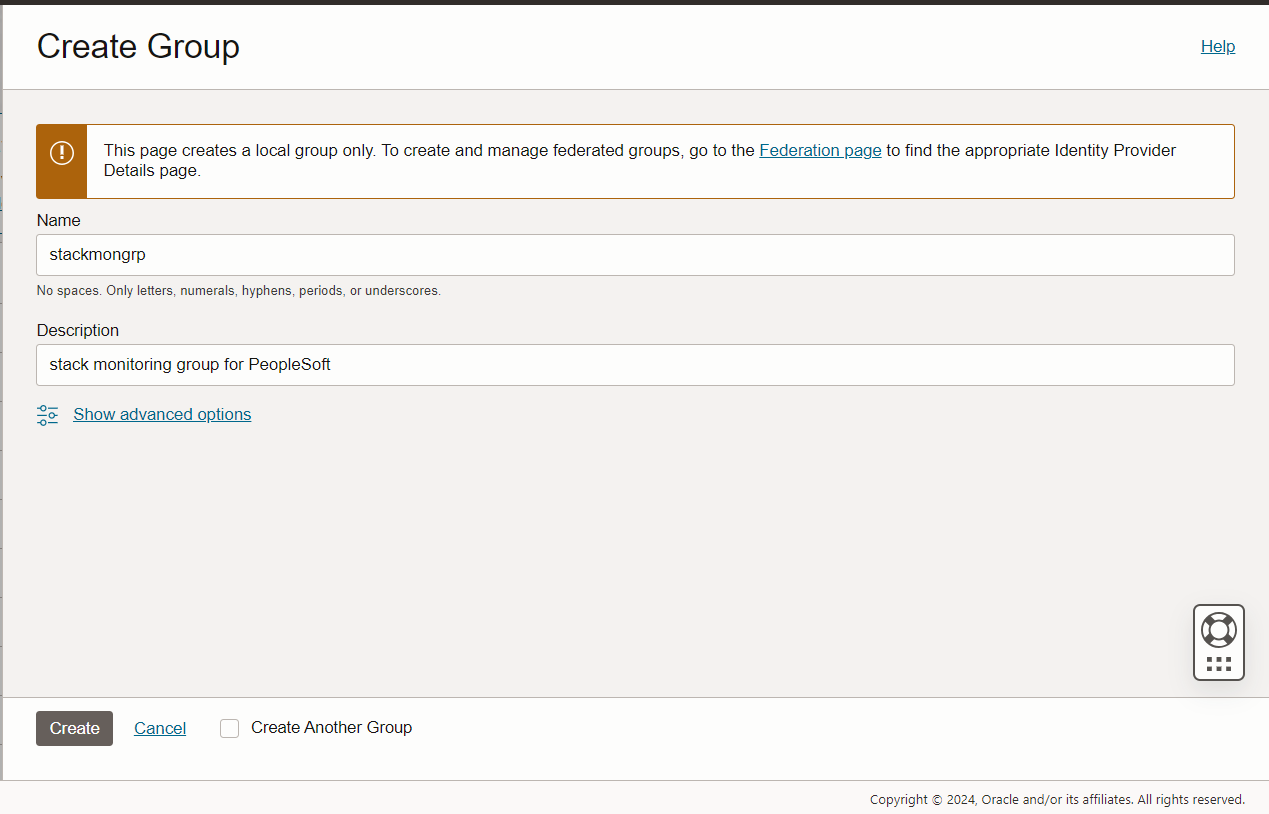 Create Group
Help
This page creates a local group only. To create and manage federated groups, go to the Federation page to find the appropriate Identity Provider
Details page.
Name
stackmongrp
No spaces. Only letters, numerals, hyphens, periods, or underscores.
Description
stack monitoring group for PeopleSoft
Show advanced options
Create
Cancel
Create Another Group
Copyright © 2024, Oracle and/or its affiliates. All rights reserved.